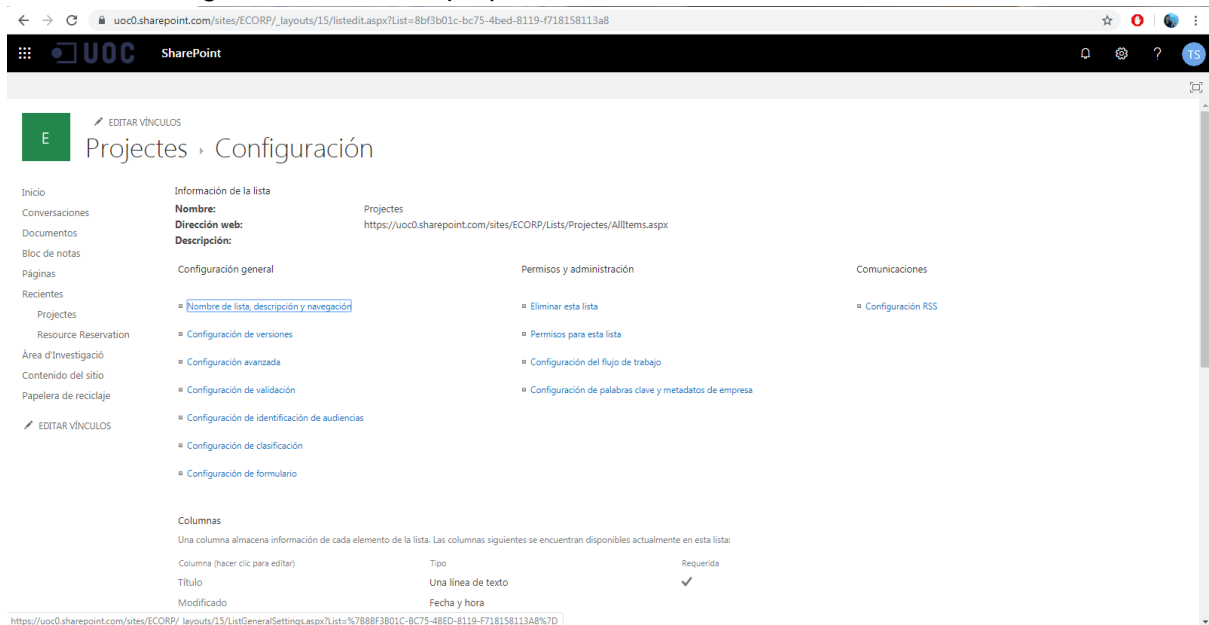 uoc0.sharepoint.com/sites/ECORP/_layouts/15/listedit.aspx?List=8bf3b01c-bc75-4bed-8119-f718158113a8
UOC SharePoint
? TS
EDITAR VÍNCULOS
E
Projectes Configuración
Inicio
Conversaciones
Documentos
Bloc de notas
Páginas
Recientes
Projectes
Resource Reservation
Àrea d'Investigació
Contenido del sitio
Papelera de reciclaje
EDITAR VÍNCULOS
Información de la lista
Nombre: Projectes
Dirección web: https://uoc0.sharepoint.com/sites/ECORP/Lists/Projectes/AllItems.aspx
Descripción:
Configuración general
Nombre de lista, descripción y navegación
Configuración de versiones
Configuración avanzada
Configuración de validación
Configuración de identificación de audiencias
Configuración de clasificación
Configuración de formulario
Permisos y administración
Eliminar esta lista
Permisos para esta lista
Configuración del flujo de trabajo
Configuración de palabras clave y metadatos de empresa
Comunicaciones
Configuración RSS
Columnas
Una columna almacena información de cada elemento de la lista. Las columnas siguientes se encuentran disponibles actualmente en esta lista:
Columna (hacer clic para editar) Tipo Requerida
Título Una línea de texto
Modificado Fecha y hora
https://uoc0.sharepoint.com/sites/ECORP/_layouts/15/ListGeneralSettings.aspx?List=%7B8BF3B01C-BC75-4BED-8119-F718158113A8%7D